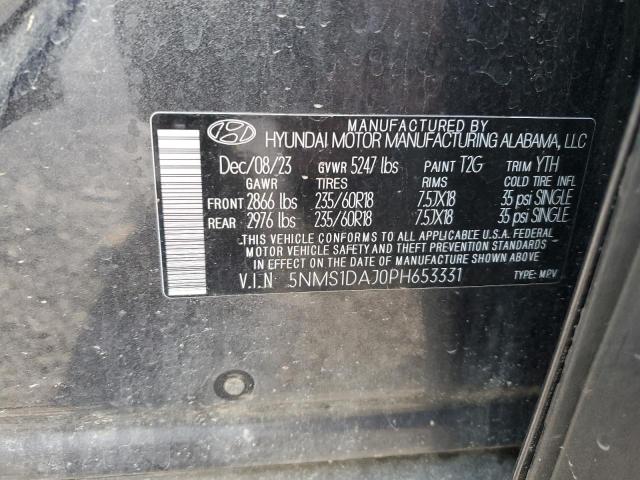 MANUFACTURED BY
HYUNDAI MOTOR MANUFACTURING ALABAMA, LLC
Dec/08/23 GVWR 5247 lbs PAINT T2G TRIM YTH
GAWR TIRES RIMS COLD TIRE INFL
FRONT 2866 lbs 235/60R18 7.57X18 35 psi SINGLE
REAR 2976 lbs 235/60R18 7.57X18 35 psi SINGLE
THIS VEHICLE CONFORMS TO ALL APPLICABLE U.S.A. FEDERAL
MOTOR VEHICLE SAFETY AND THEFT PREVENTION STANDARDS
IN EFFECT ON THE DATE OF MANUFACTURE SHOWN ABOVE
V.I.N 5NMS1DAJ0PH653331 TYPE: MPV